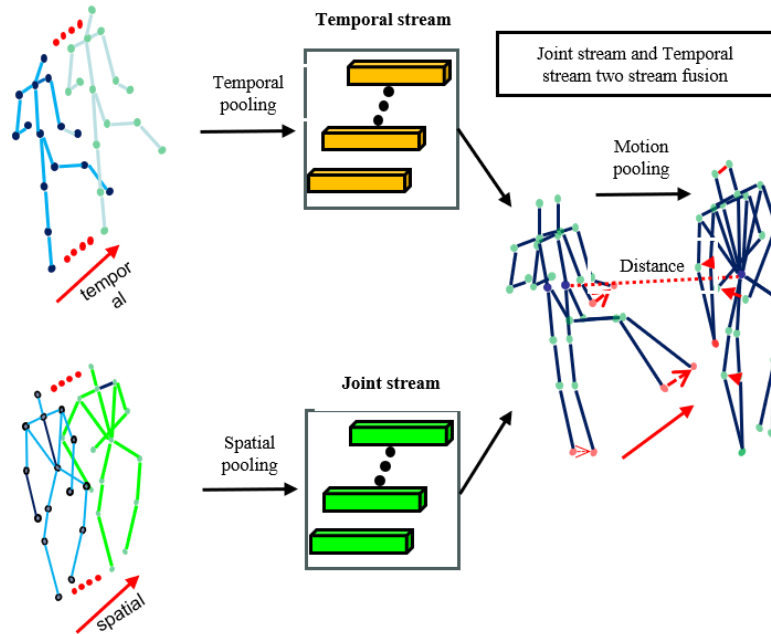 Temporal stream
Joint stream and Temporal
stream two stream fusion
Temporal
pooling
Motion
pooling
Distance
tempor
al
Joint stream
Spatial
pooling
spatial